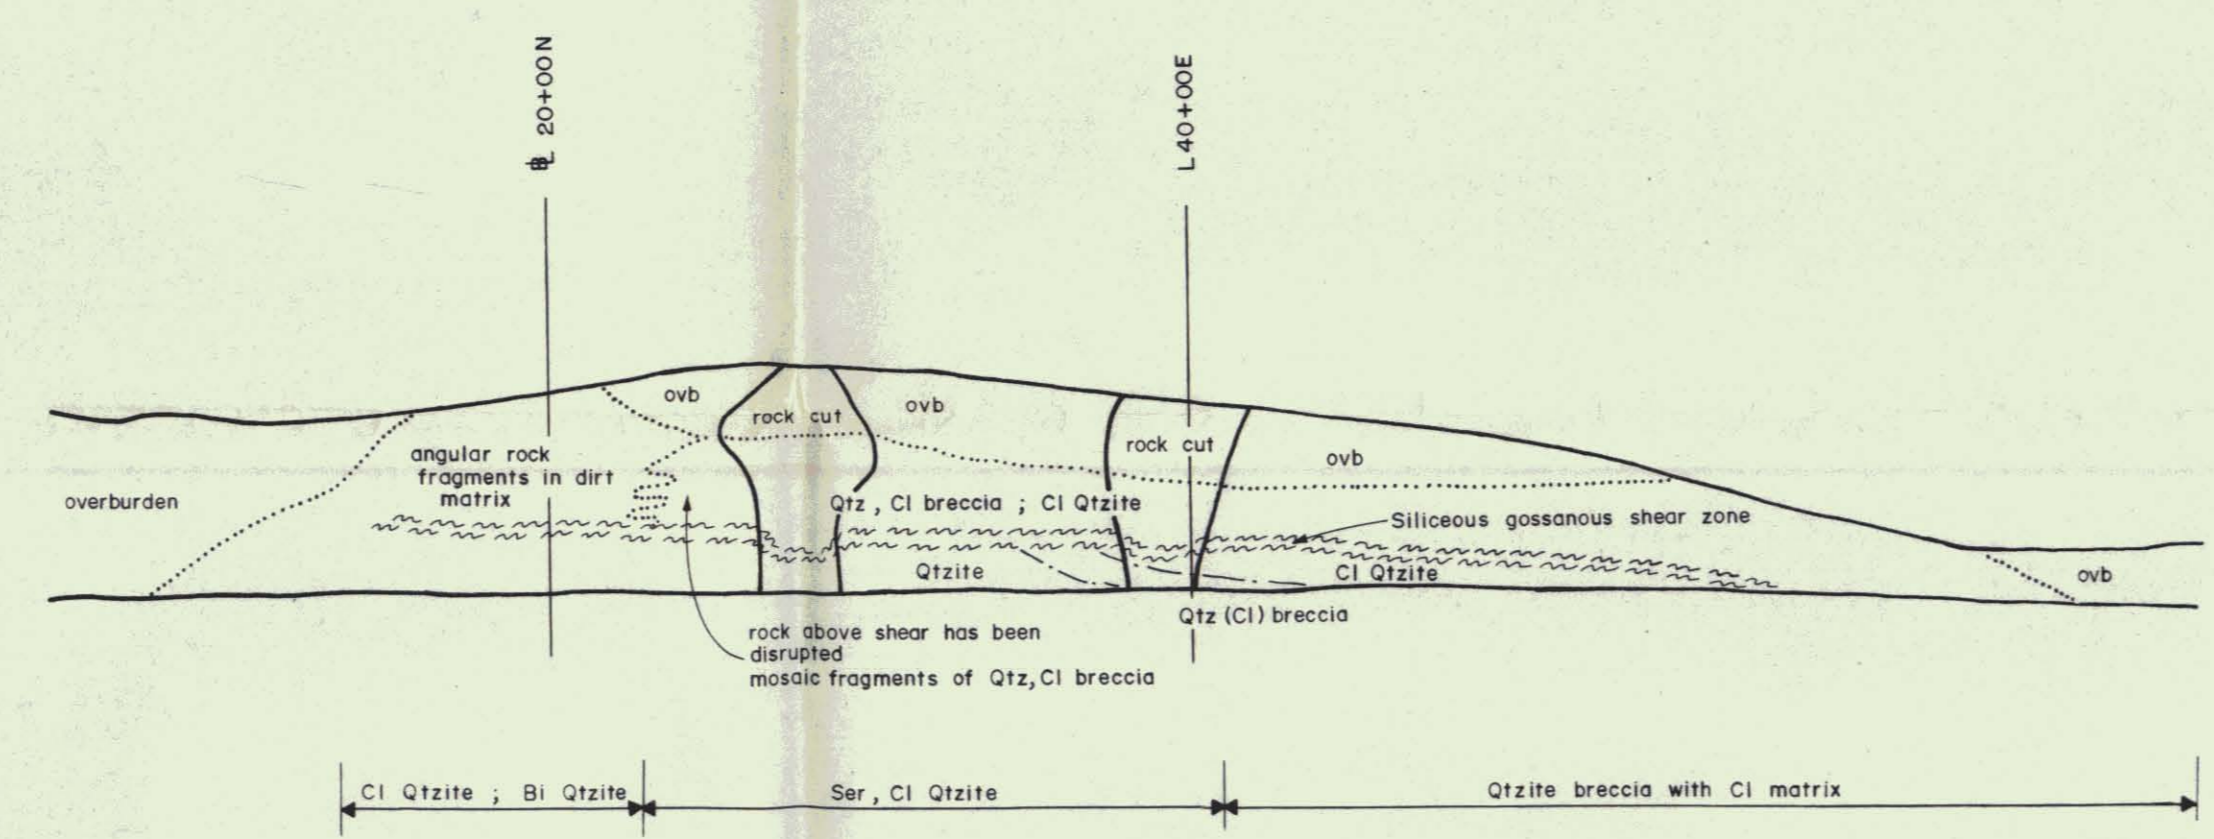 BL 20+00N
L40+00E
ovb
rock cut
ovb
rock cut
ovb
angular rock
fragments in dirt
matrix
overburden
Qtz, Cl breccia ; Cl Qtzite
Siliceous gossanous shear zone
Qtzite
Cl Qtzite
ovb
Qtz (Cl) breccia
rock above shear has been
disrupted
mosaic fragments of Qtz, Cl breccia
Cl Qtzite ; Bi Qtzite
Ser, Cl Qtzite
Qtzite breccia with Cl matrix